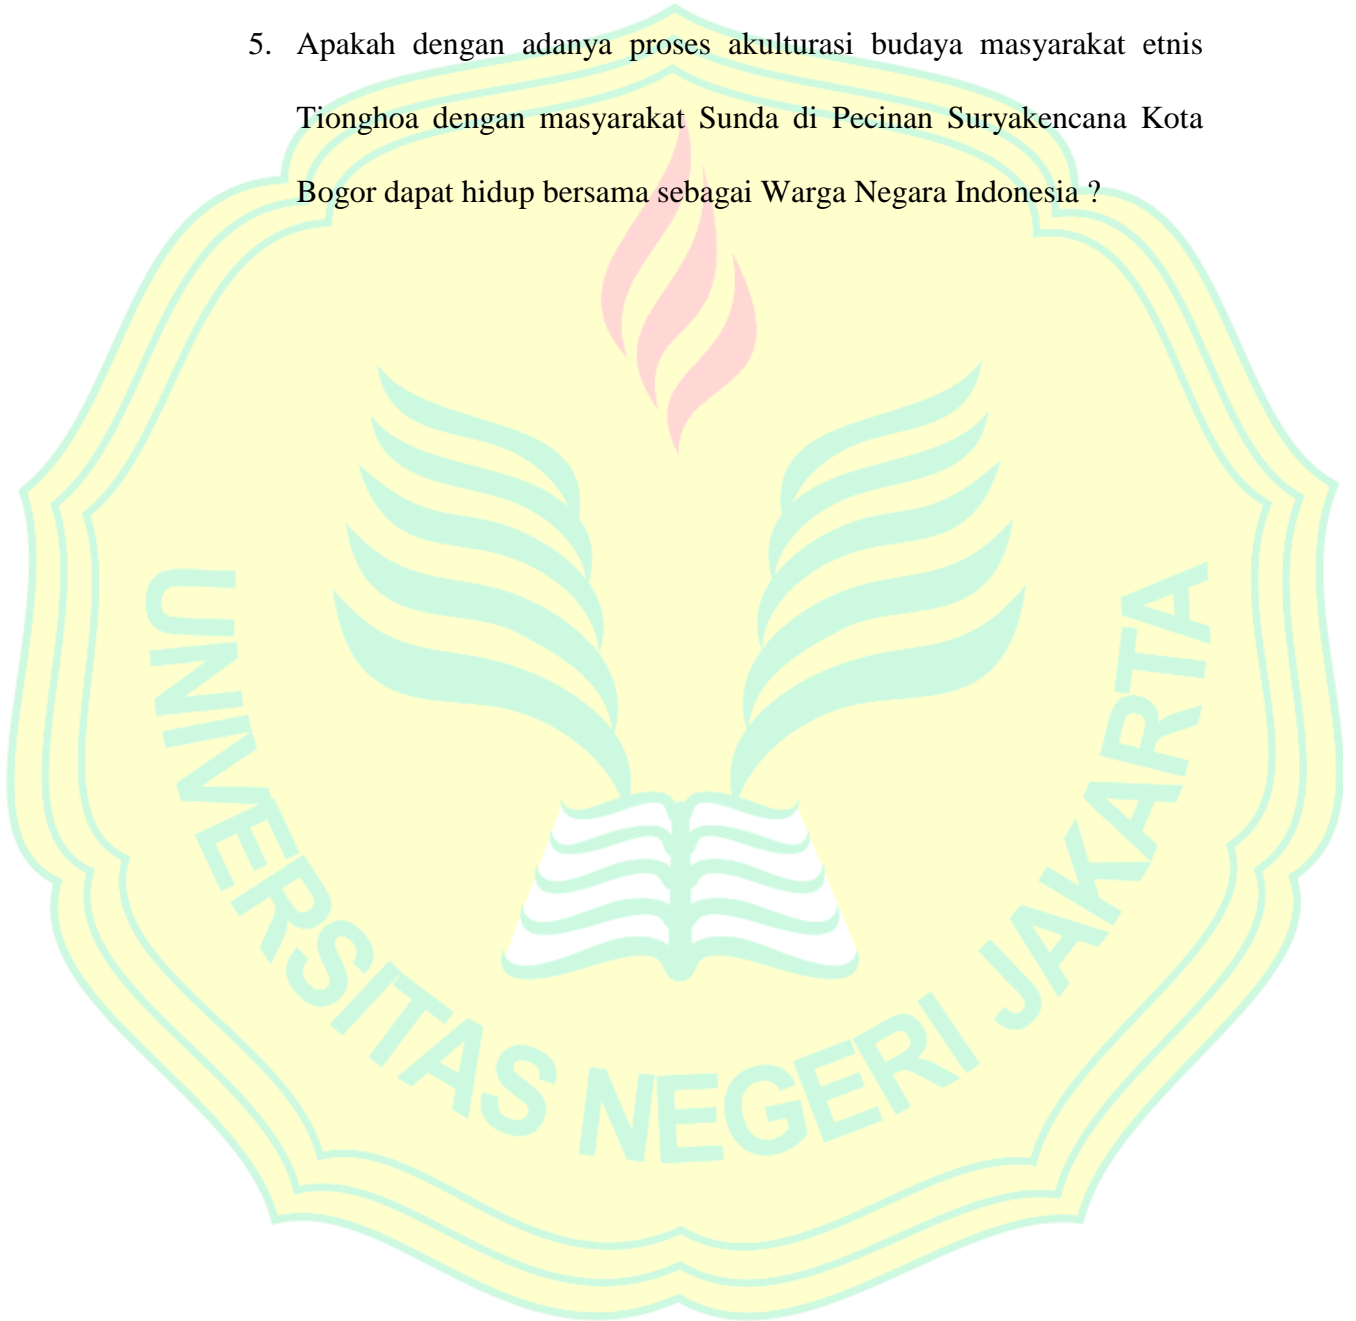 5. Apakah dengan adanya proses akulturasi budaya masyarakat etnis
Tionghoa dengan masyarakat Sunda di Pecinan Suryakencana Kota
Bogor dapat hidup bersama sebagai Warga Negara Indonesia ?
UNIVERSITAS NEGERI JAKARTA